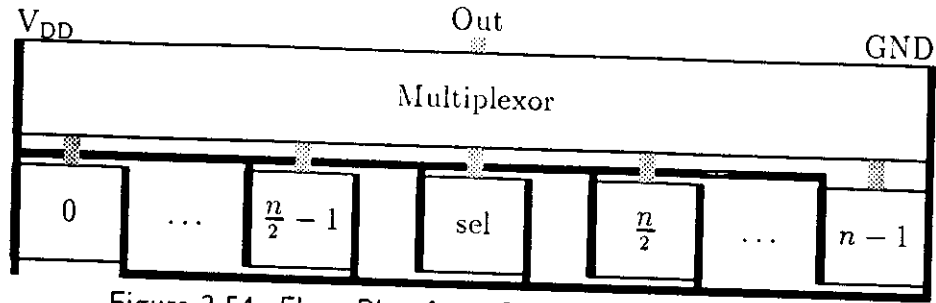 V_DD Out GND
Multiplexor
0 ... n/2 − 1 sel n/2 ... n − 1